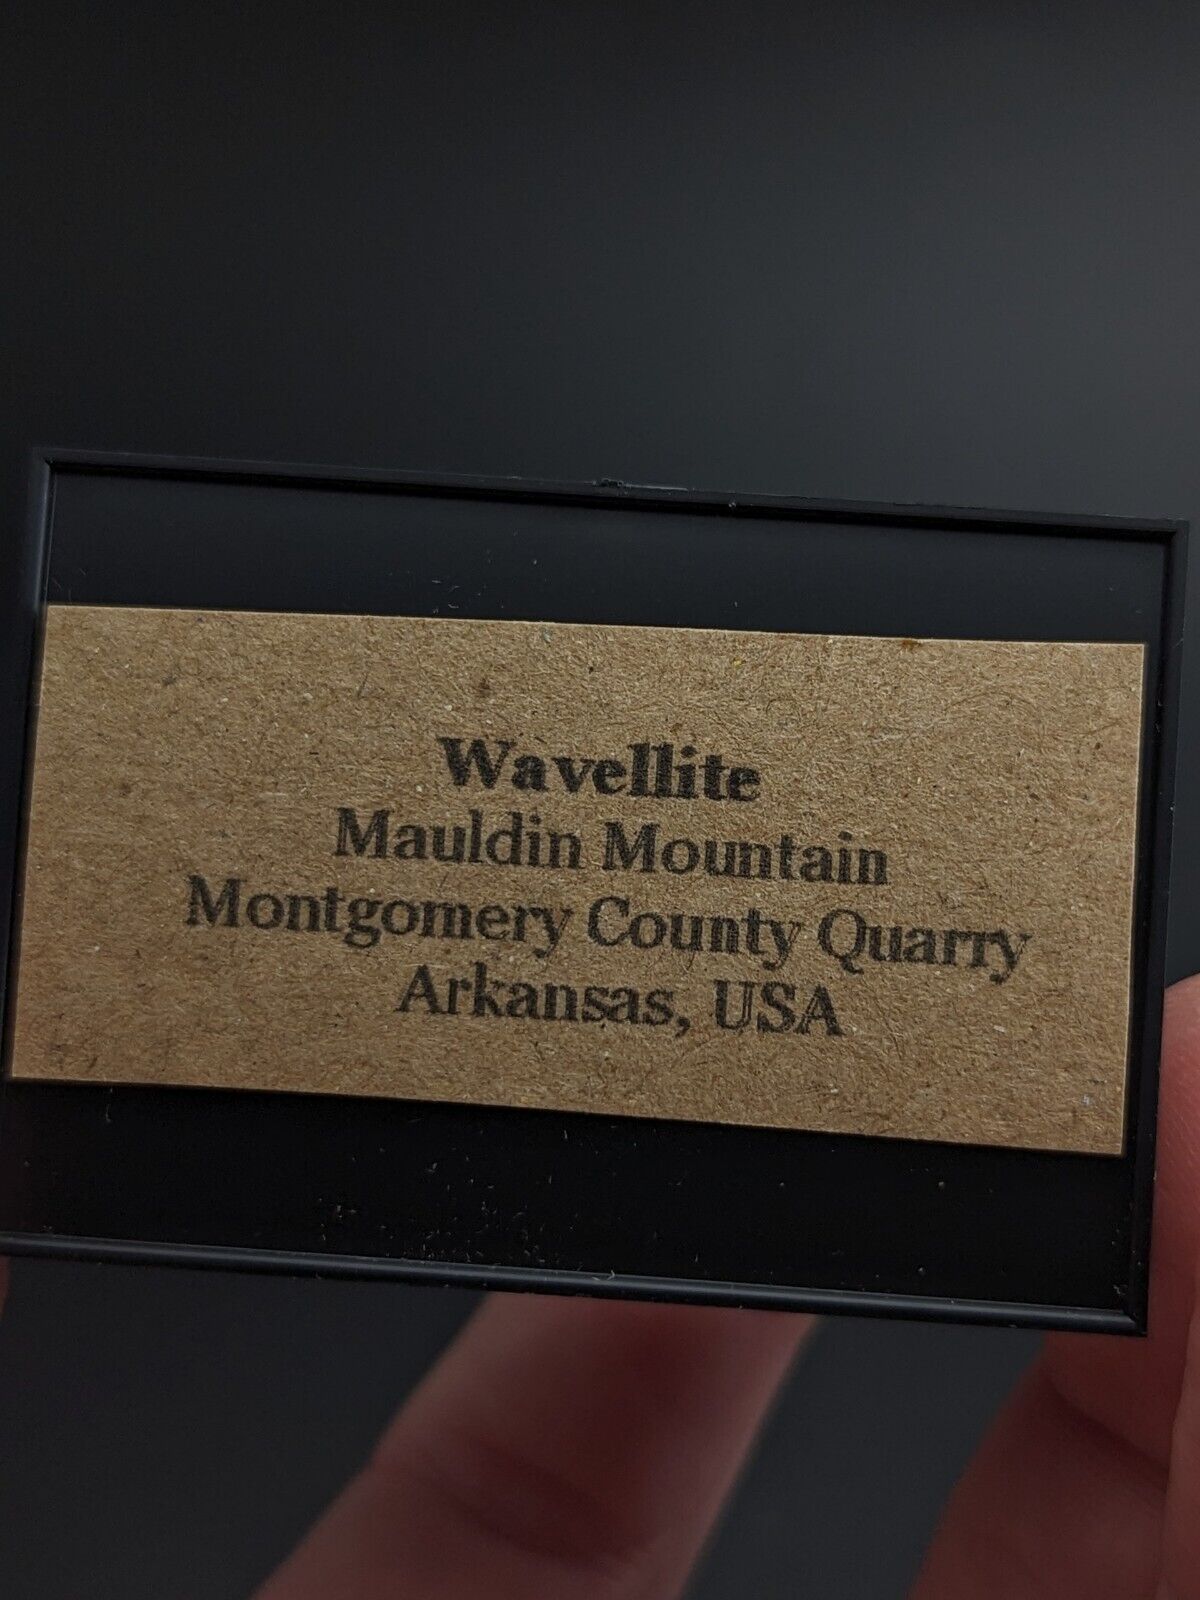 Wavellite
Mauldin Mountain
Montgomery County Quarry
Arkansas, USA